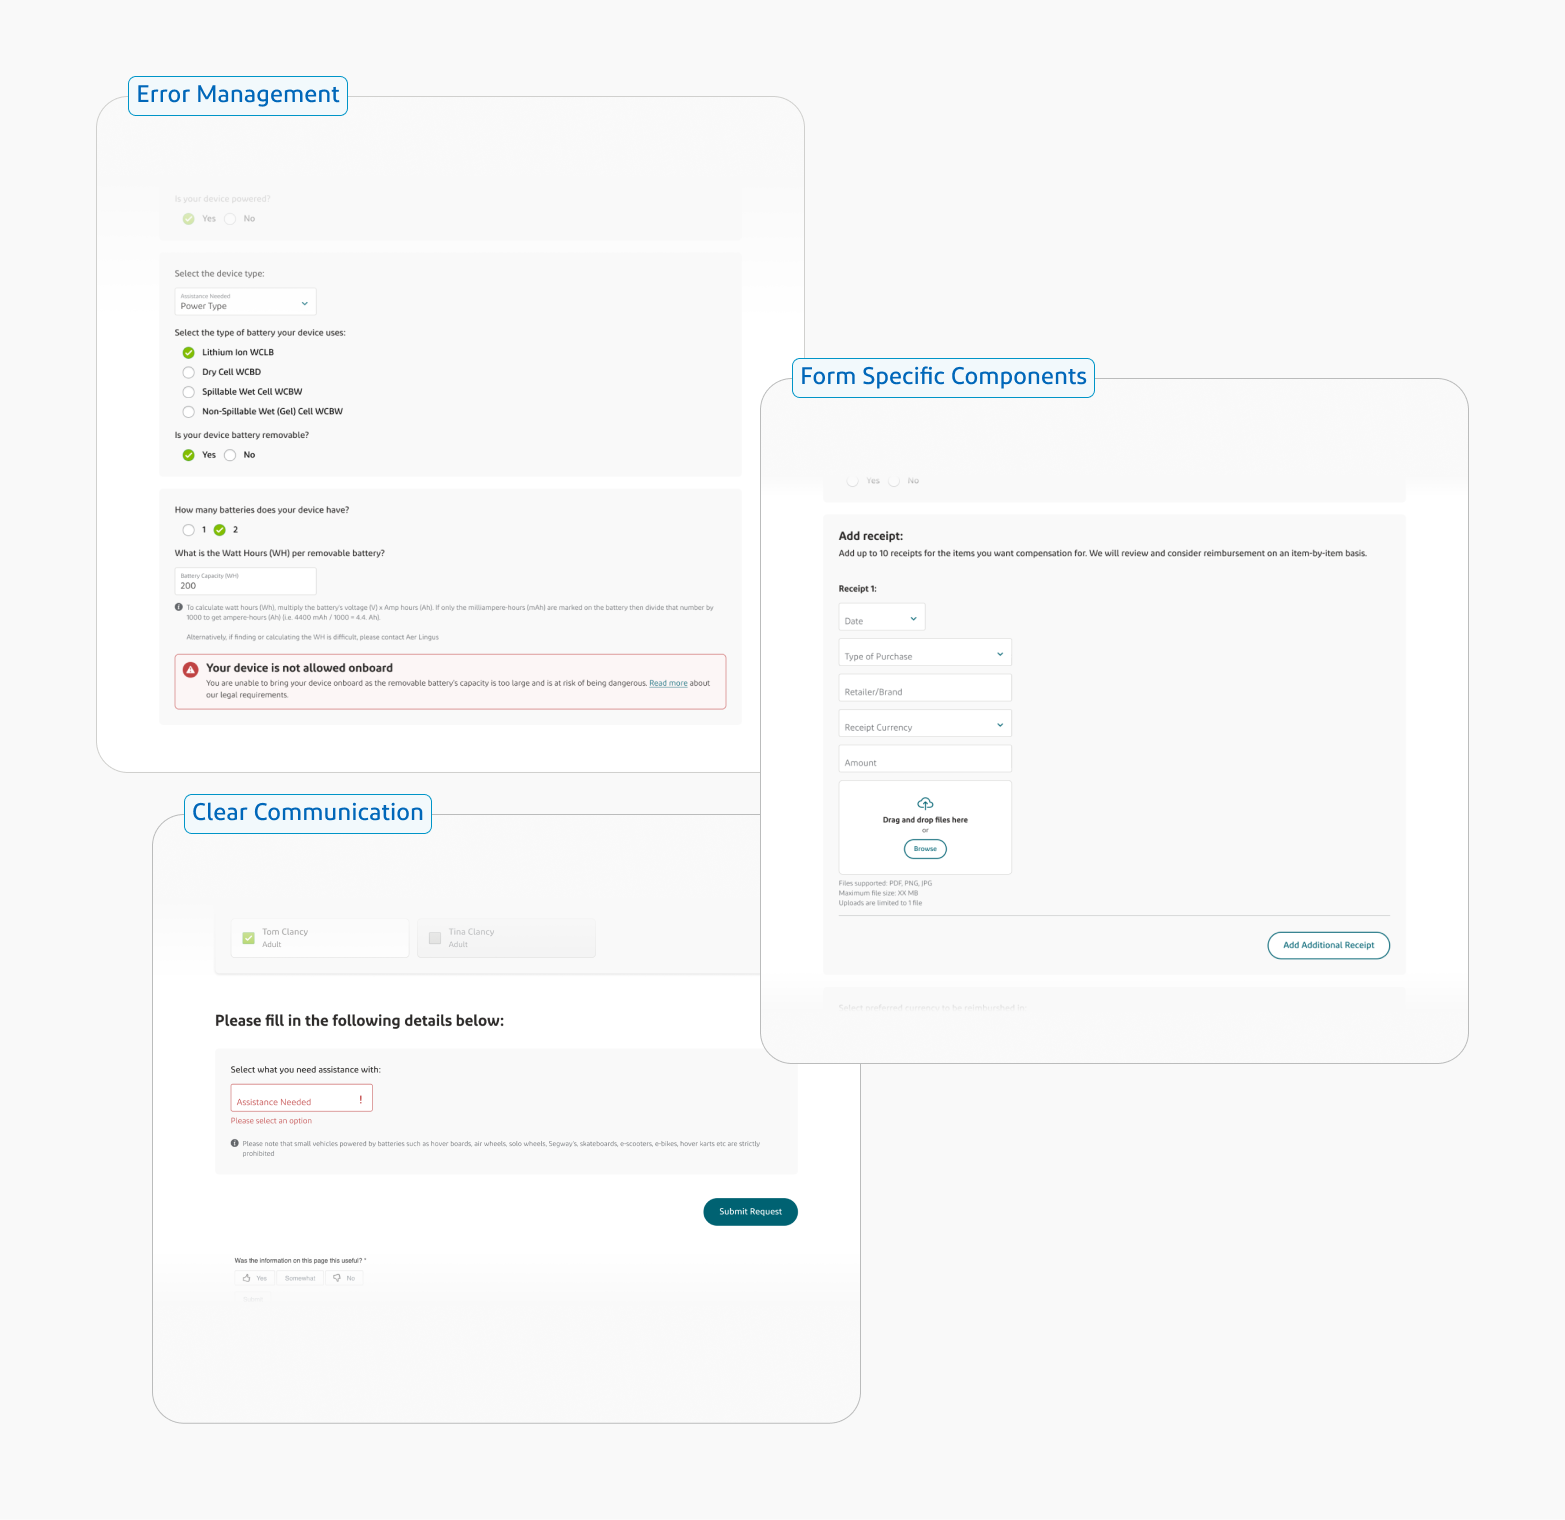 Error Management
Is your device powered?
Yes No
Select the device type:
Assistance Needed
Power Type
Select the type of battery your device uses:
Lithium Ion WCLB
Dry Cell WCBD
Spillable Wet Cell WCBW
Non-Spillable Wet (Gel) Cell WCBW
Is your device battery removable?
Yes No
How many batteries does your device have?
1 2
What is the Watt Hours (WH) per removable battery?
Battery Capacity (WH)
200
To calculate watt hours (Wh), multiply the battery's voltage (V) x Amp hours (Ah). If only the milliampere-hours (mAh) are marked on the battery then divide that number by
1000 to get ampere-hours (Ah) (i.e. 4400 mAh / 1000 = 4.4. Ah).
Alternatively, if finding or calculating the WH is difficult, please contact Aer Lingus
Your device is not allowed onboard
You are unable to bring your device onboard as the removable battery's capacity is too large and is at risk of being dangerous. Read more about
our legal requirements.
Form Specific Components
Yes No
Add receipt:
Add up to 10 receipts for the items you want compensation for. We will review and consider reimbursement on an item-by-item basis.
Receipt 1:
Date
Type of Purchase
Retailer/Brand
Receipt Currency
Amount
Drag and drop files here
or
Browse
Files supported: PDF, PNG, JPG
Maximum file size: XX MB
Uploads are limited to 1 file
Add Additional Receipt
Select preferred currency to be reimbursed in:
Clear Communication
Tom Clancy
Adult
Tina Clancy
Adult
Please fill in the following details below:
Select what you need assistance with:
Assistance Needed !
Please select an option
Please note that small vehicles powered by batteries such as hover boards, air wheels, solo wheels, Segway's, skateboards, e-scooters, e-bikes, hover karts etc are strictly
prohibited
Submit Request
Was the information on this page this useful? *
Yes Somewhat No
Submit